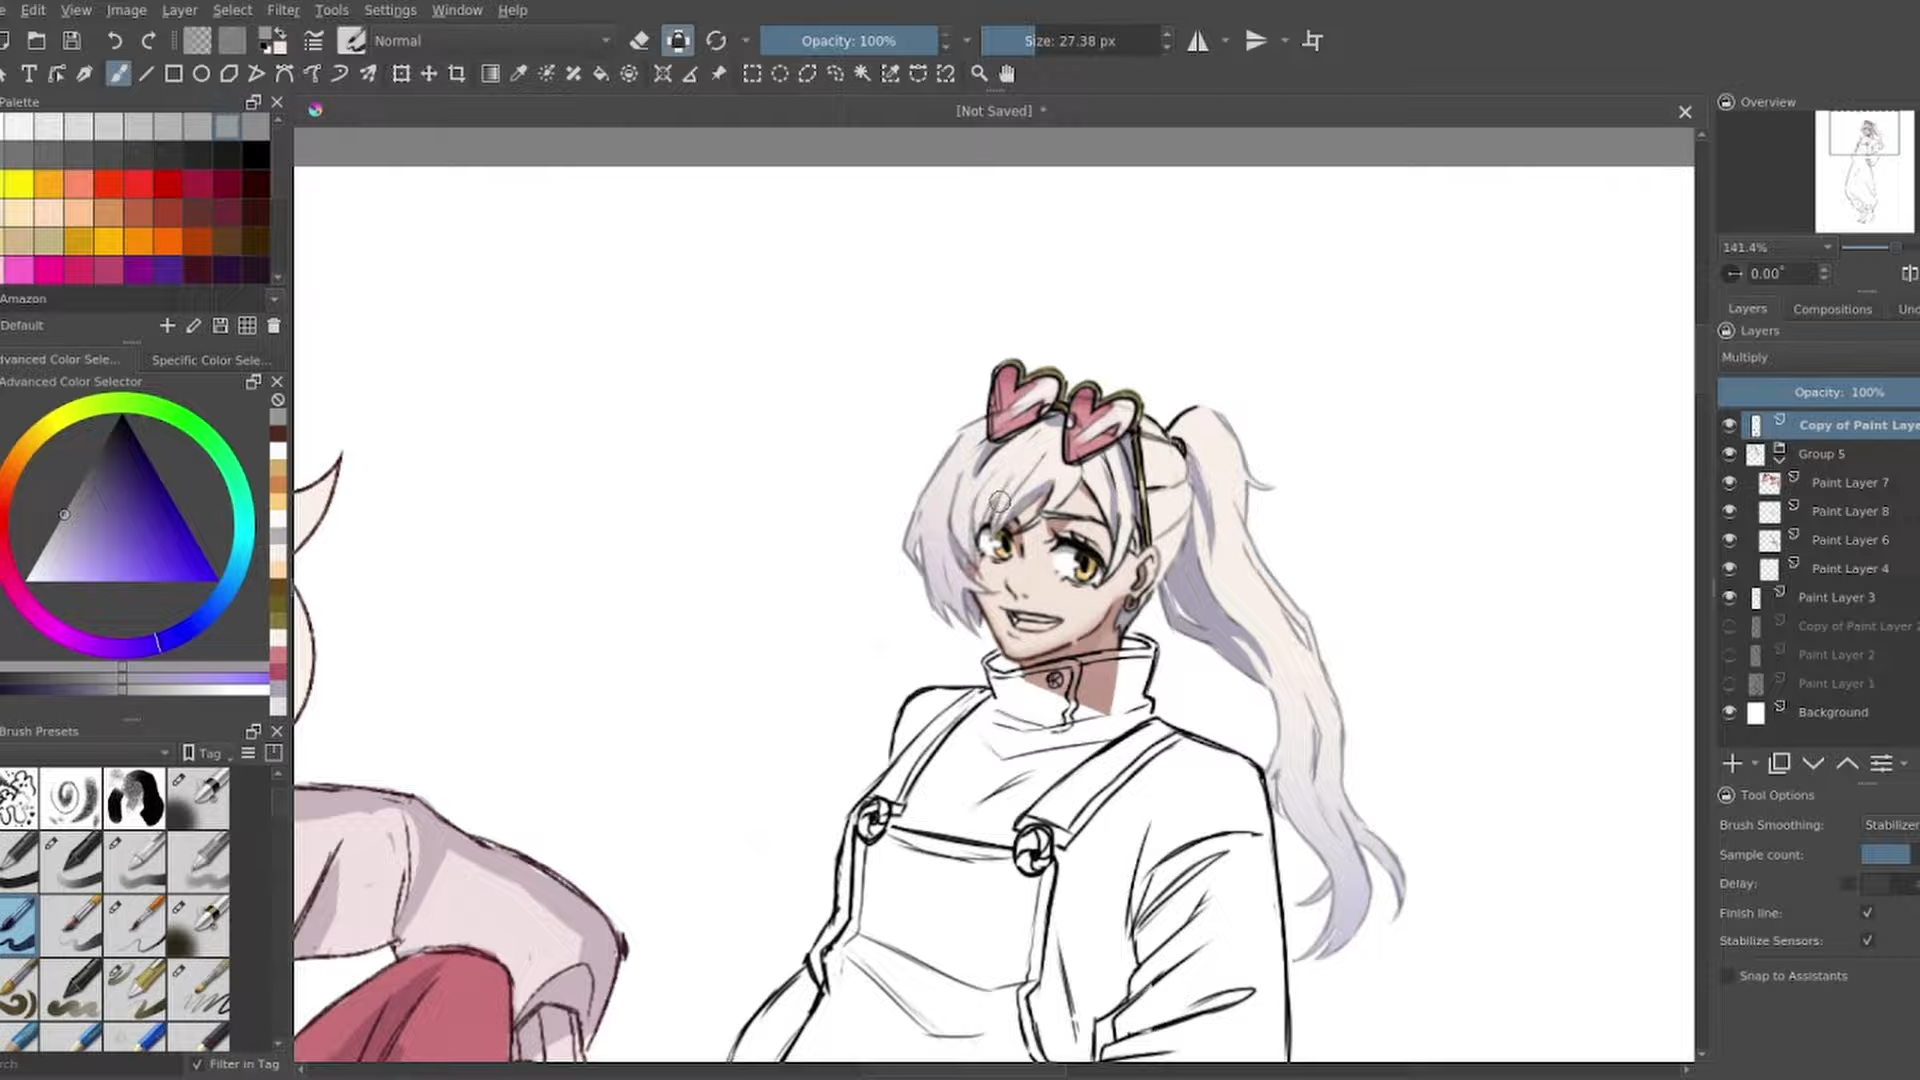 Edit View Image Layer Select Filter Tools Settings Window Help
Normal
Opacity: 100%
Size: 27.38 px
Palette
[Not Saved] *
Overview
141.4%
0.00°
Amazon
Default
Layers Compositions
Layers
dvanced Color Sele... Specific Color Sele...
Advanced Color Selector
Multiply
Opacity: 100%
Copy of Paint Laye
Group 5
Paint Layer 7
Paint Layer 8
Paint Layer 6
Paint Layer 4
Paint Layer 3
Copy of Paint Layer 2
Paint Layer 2
Paint Layer 1
Background
Brush Presets
Tag
Tool Options
Brush Smoothing: Stabilizer
Sample count:
Delay:
Finish line:
Stabilize Sensors:
Snap to Assistants
Filter in Tag